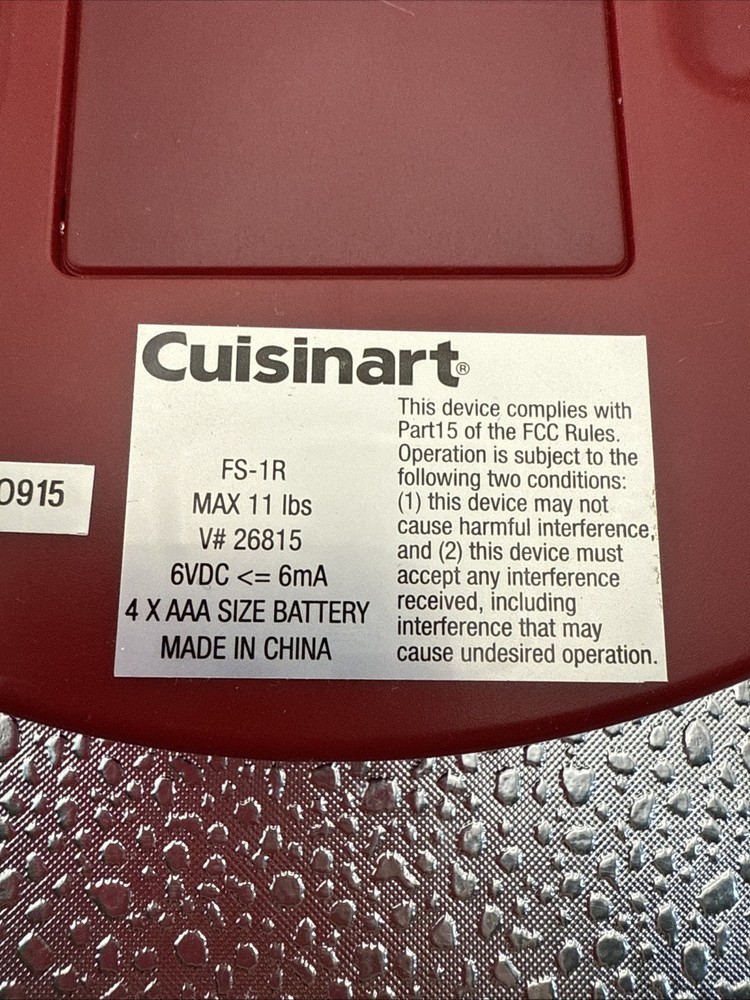 Cuisinart®
FS-1R
MAX 11 lbs
V# 26815
6VDC <= 6mA
4 X AAA SIZE BATTERY
MADE IN CHINA
This device complies with
Part15 of the FCC Rules.
Operation is subject to the
following two conditions:
(1) this device may not
cause harmful interference,
and (2) this device must
accept any interference
received, including
interference that may
cause undesired operation.
0915